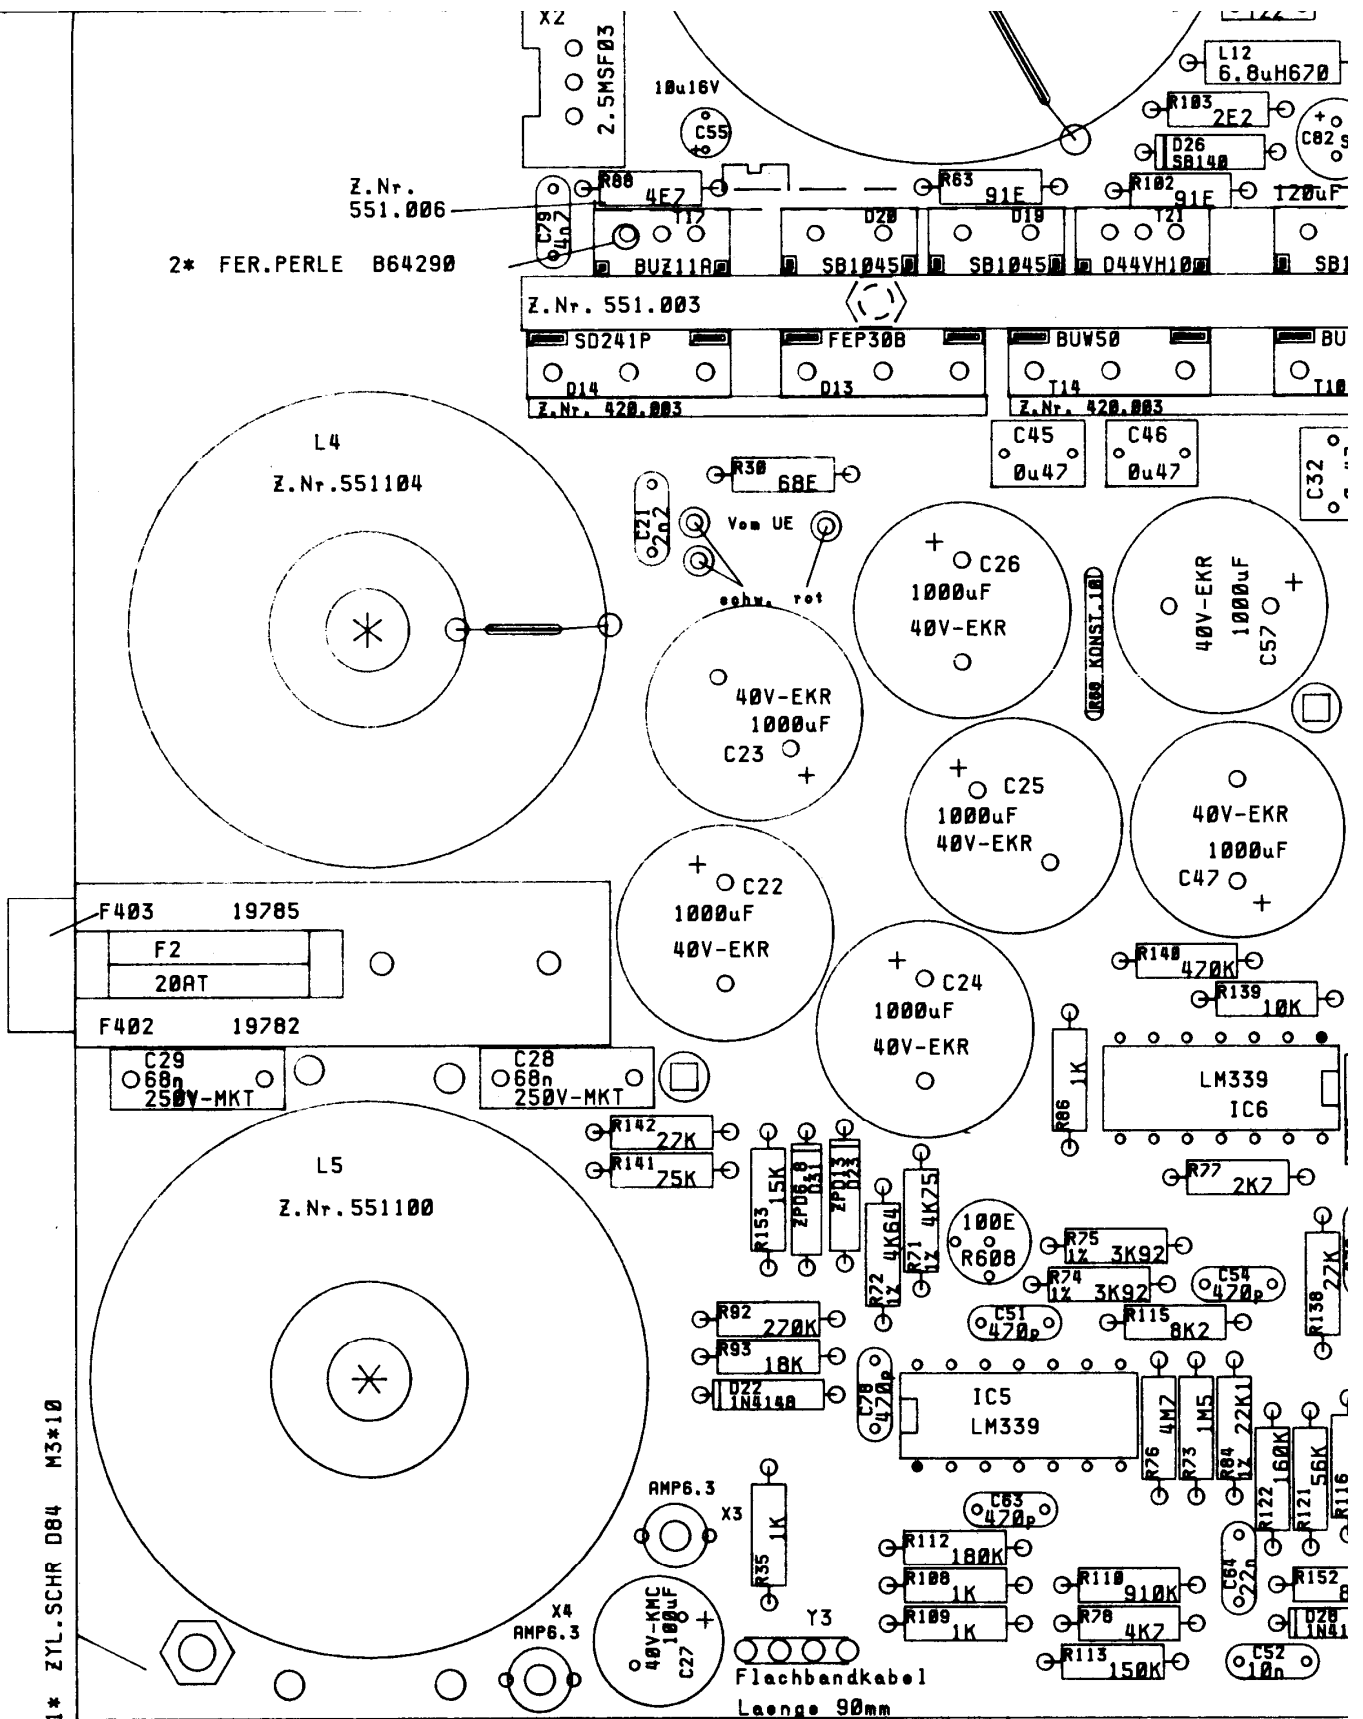 X2
2.5MSF03
10u16V
C55
L12
6.8uH670
R103
2E2
D26
SB140
C82
Z.Nr.
551.006
R88
4E7
R63
91E
R102
91E
120uF
C79
4n7
T17
BUZ11A
D20
SB1045
D19
SB1045
T21
D44VH10
2* FER.PERLE B64290
Z.Nr. 551.003
SD241P
D14
FEP30B
D13
BUW50
T14
BU
T10
Z.Nr. 420.003
Z.Nr. 420.003
C45
0u47
C46
0u47
C32
L4
Z.Nr.551104
R30
68E
C21
2n2
Vom UE
schw. rot
C26
1000uF
40V-EKR
R68 KONST.10
40V-EKR
1000uF
C57
40V-EKR
1000uF
C23
C25
1000uF
40V-EKR
40V-EKR
1000uF
C47
C22
1000uF
40V-EKR
F403 19785
F2
20AT
F402 19782
C24
1000uF
40V-EKR
R140
470K
R139
10K
C29
68n
250V-MKT
C28
68n
250V-MKT
R86
1K
LM339
IC6
R142
27K
R141
75K
R77
2K7
L5
Z.Nr.551100
R153
15K
ZPD6.8
D31
ZPD13
D23
R72
1%
4K64
R71
1%
4K75
100E
R608
R75
1% 3K92
R74
1% 3K92
C54
470p
R138
27K
R92
270K
R93
18K
D22
1N4148
C51
470p
R115
8K2
C78
470p
IC5
LM339
R76
4M7
R73
1M5
R84
1%
22K1
R122
160K
R121
56K
R116
AMP6.3
X3
R35
1K
C63
470p
R112
180K
R108
1K
R109
1K
R110
910K
R78
4K7
R113
150K
C64
22n
R152
D28
C52
10n
X4
AMP6.3
40V-KMC
100uF
C27
Y3
Flachbandkabel
Laenge 90mm
1* ZYL.SCHR D84 M3*10